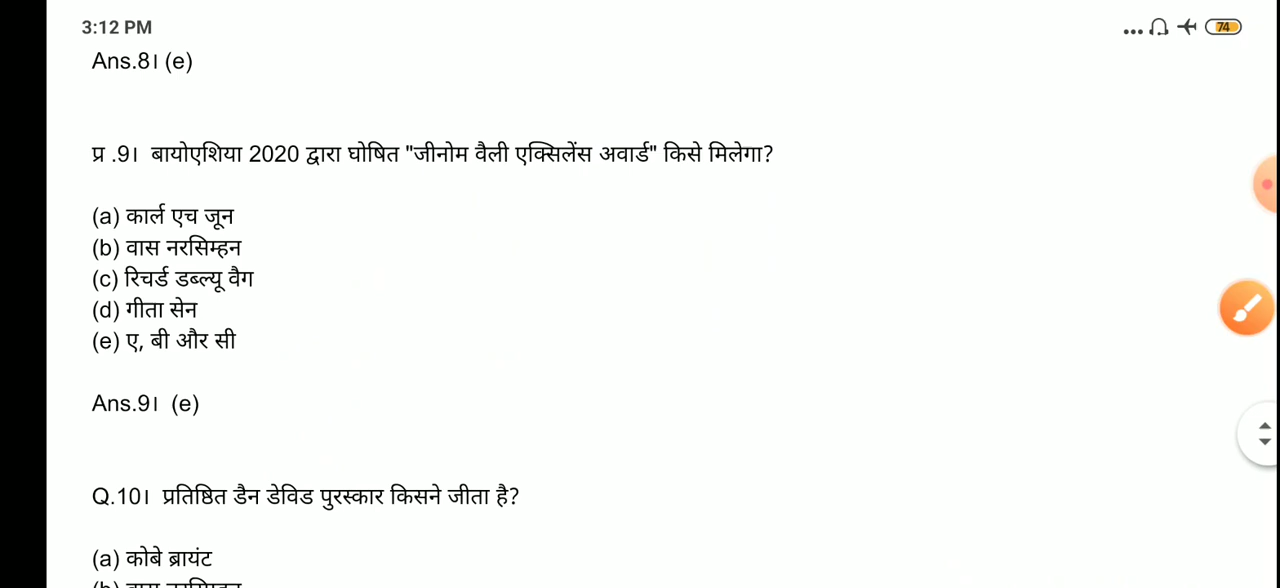 3:12 PM
74
Ans.8। (e)
प्र .9। बायोएशिया 2020 द्वारा घोषित "जीनोम वैली एक्सिलेंस अवार्ड" किसे मिलेगा?
(a) कार्ल एच जून
(b) वास नरसिम्हन
(c) रिचर्ड डब्ल्यू वैग
(d) गीता सेन
(e) ए, बी और सी
Ans.9। (e)
Q.10। प्रतिष्ठित डैन डेविड पुरस्कार किसने जीता है?
(a) कोबे ब्रायंट